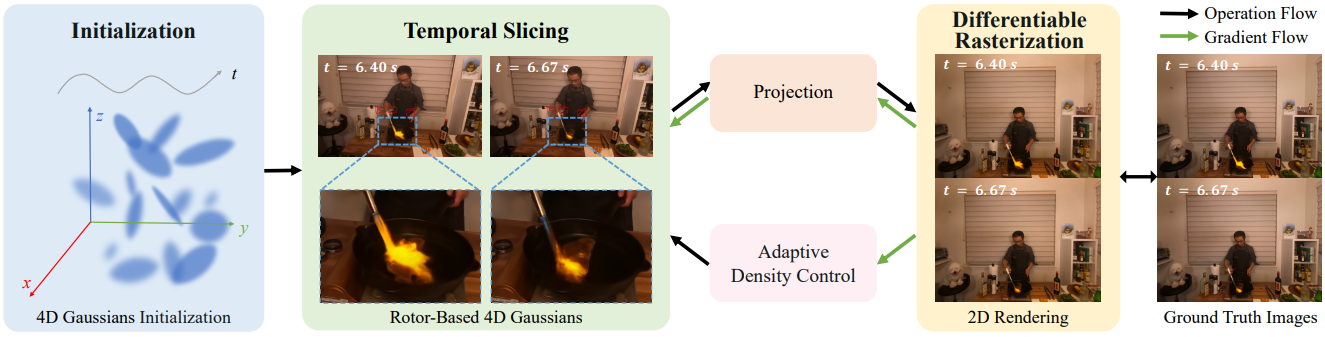 Initialization
t
z
y
x
4D Gaussians Initialization
Temporal Slicing
t = 6.40 s
t = 6.67 s
Rotor-Based 4D Gaussians
Projection
Adaptive
Density Control
Differentiable
Rasterization
t = 6.40 s
t = 6.67 s
2D Rendering
Operation Flow
Gradient Flow
t = 6.40 s
t = 6.67 s
Ground Truth Images